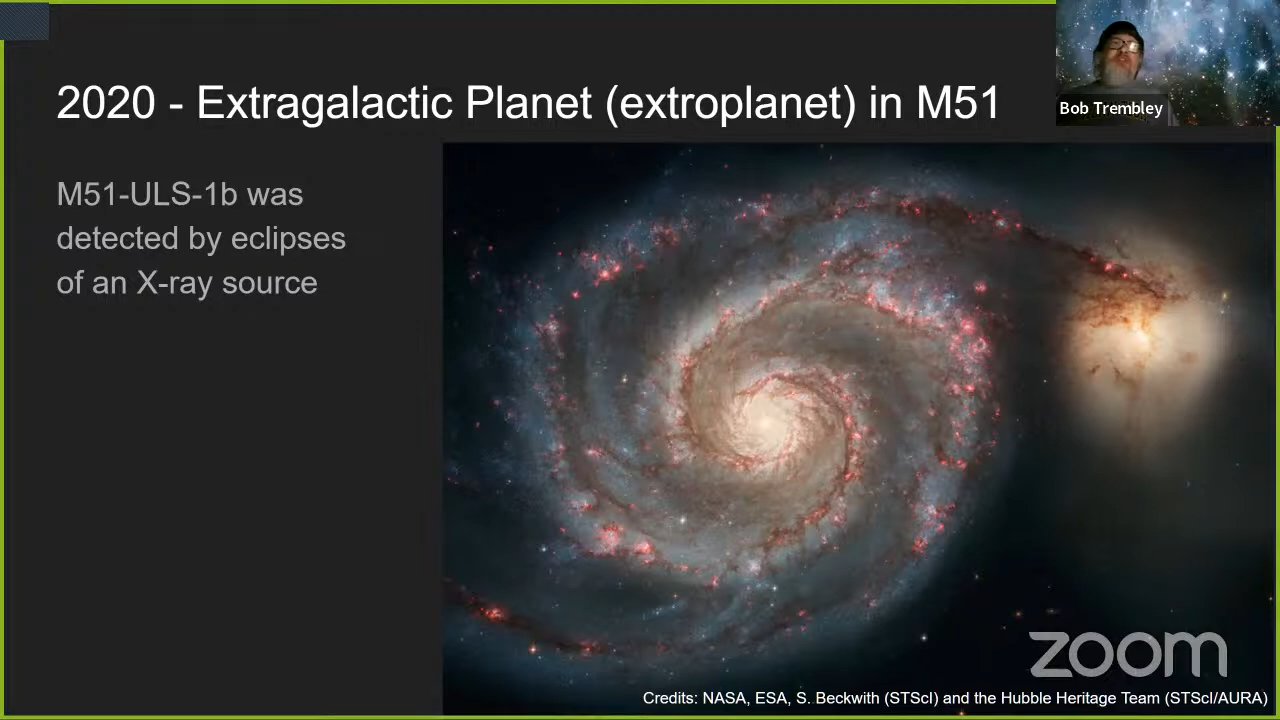 2020 - Extragalactic Planet (extroplanet) in M51
Bob Trembley
M51-ULS-1b was
detected by eclipses
of an X-ray source
zoom
Credits: NASA, ESA, S. Beckwith (STScI) and the Hubble Heritage Team (STScI/AURA)